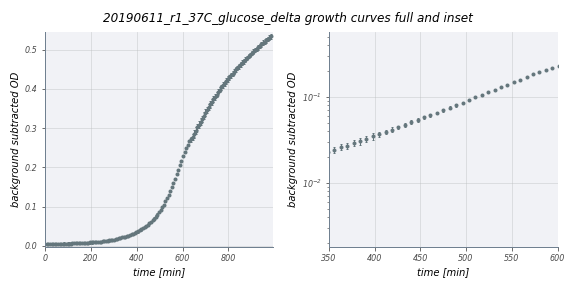 20190611_r1_37C_glucose_delta growth curves full and inset
background subtracted OD
0.5
0.4
0.3
0.2
0.1
0.0
0 200 400 600 800
time [min]
background subtracted OD
10⁻¹
10⁻²
350 400 450 500 550 600
time [min]